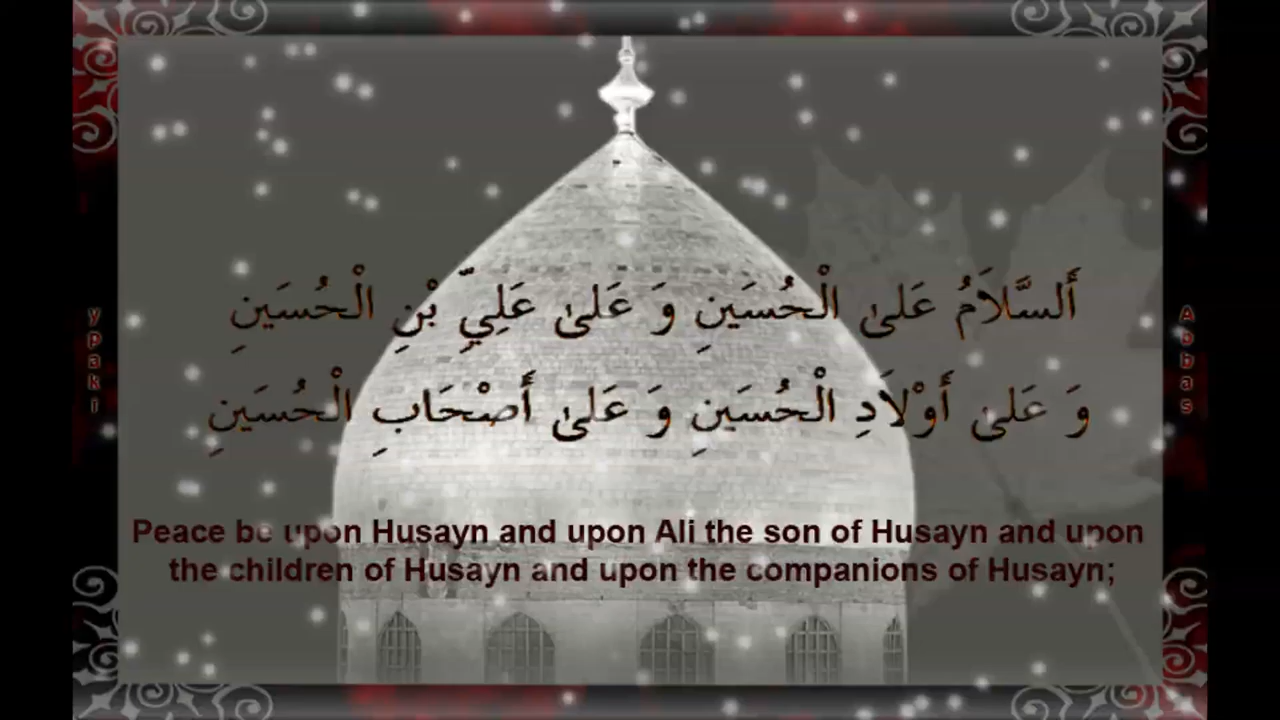 أَلسَّلاَمُ عَلىٰ الْحُسَينِ وَ عَلىٰ عَلِيِّ بْنِ الْحُسَينِ
وَ عَلىٰ أَوْلاَدِ الْحُسَينِ وَ عَلىٰ أَصْحَابِ الْحُسَينِ
Peace be upon Husayn and upon Ali the son of Husayn and upon
the children of Husayn and upon the companions of Husayn;
ypaki
Abbas